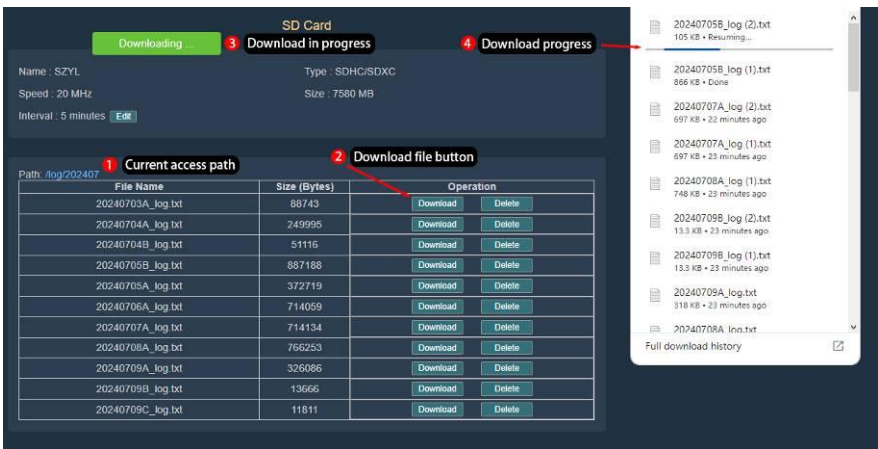 SD Card
Downloading ...
3 Download in progress
4 Download progress
Name : SZYL
Type : SDHC/SDXC
Speed : 20 MHz
Size : 7580 MB
Interval : 5 minutes Edit
1 Current access path
2 Download file button
Path: /log/202407
File Name Size (Bytes) Operation
20240703A_log.txt 88743 Download Delete
20240704A_log.txt 249995 Download Delete
20240704B_log.txt 51116 Download Delete
20240705B_log.txt 887188 Download Delete
20240705A_log.txt 372719 Download Delete
20240706A_log.txt 714059 Download Delete
20240707A_log.txt 714134 Download Delete
20240708A_log.txt 766253 Download Delete
20240709A_log.txt 326086 Download Delete
20240709B_log.txt 13666 Download Delete
20240709C_log.txt 11811 Download Delete
20240705B_log (2).txt
105 KB • Resuming...
20240705B_log (1).txt
866 KB • Done
20240707A_log (2).txt
697 KB • 22 minutes ago
20240707A_log (1).txt
697 KB • 23 minutes ago
20240708A_log (1).txt
748 KB • 23 minutes ago
20240709B_log (2).txt
13.3 KB • 23 minutes ago
20240709B_log (1).txt
13.3 KB • 23 minutes ago
20240709A_log.txt
318 KB • 23 minutes ago
20240708A_log.txt
Full download history